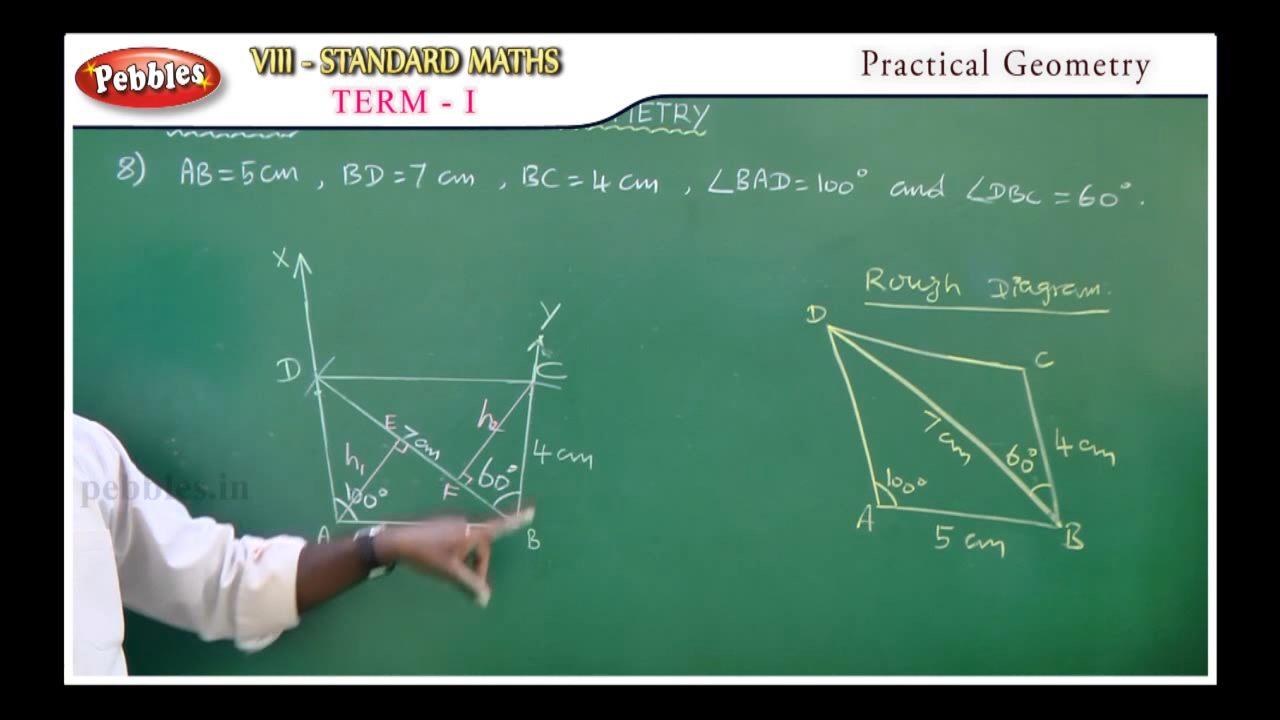 Pebbles
VIII - STANDARD MATHS
TERM - I
Practical Geometry
8) AB = 5 cm , BD = 7 cm , BC = 4 cm , ∠BAD = 100° and ∠DBC = 60°.
X
Y
D
C
E
7 cm
h₁
h₂
4 cm
F
60°
100°
A
B
pebbles.in
Rough Diagram.
D
C
7 cm
60°
4 cm
100°
A
5 cm
B